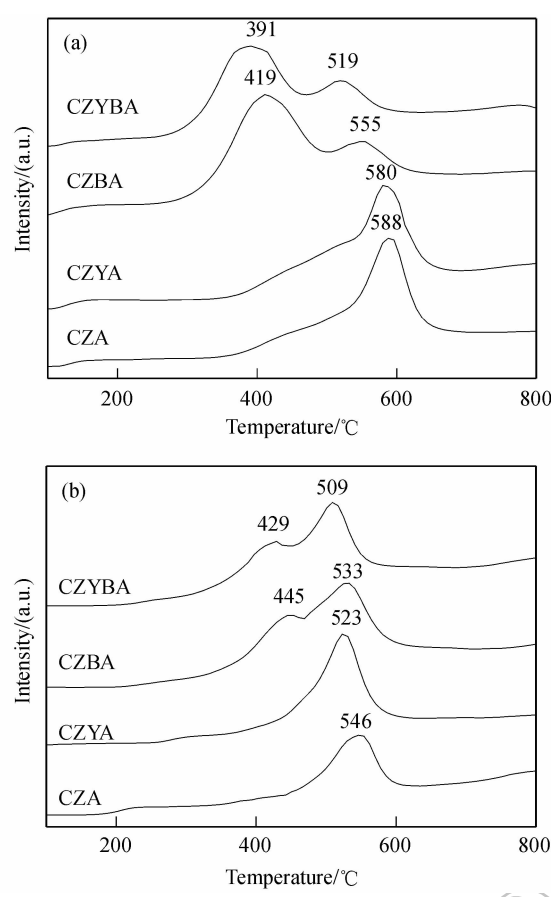 (a)
391
419
519
555
580
588
CZYBA
CZBA
CZYA
CZA
Intensity/(a.u.)
200 400 600 800
Temperature/℃
(b)
429
509
445
533
523
546
CZYBA
CZBA
CZYA
CZA
Intensity/(a.u.)
200 400 600 800
Temperature/℃